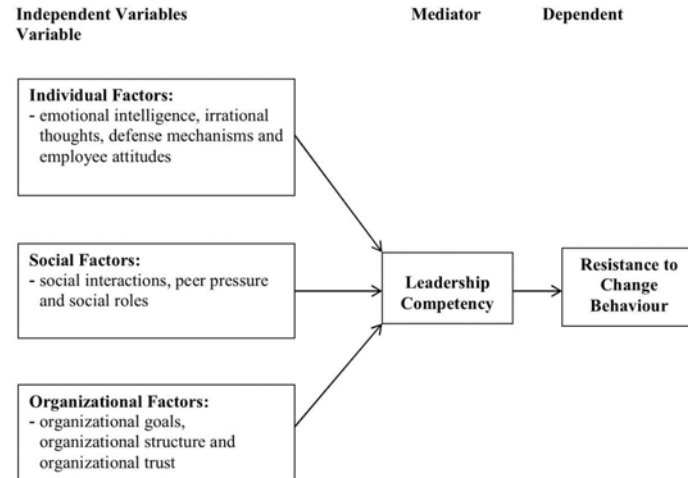 Independent Variables Mediator Dependent
Variable
Individual Factors:
- emotional intelligence, irrational
thoughts, defense mechanisms and
employee attitudes
Social Factors:
- social interactions, peer pressure
and social roles
Organizational Factors:
- organizational goals,
organizational structure and
organizational trust
Leadership
Competency
Resistance to
Change
Behaviour